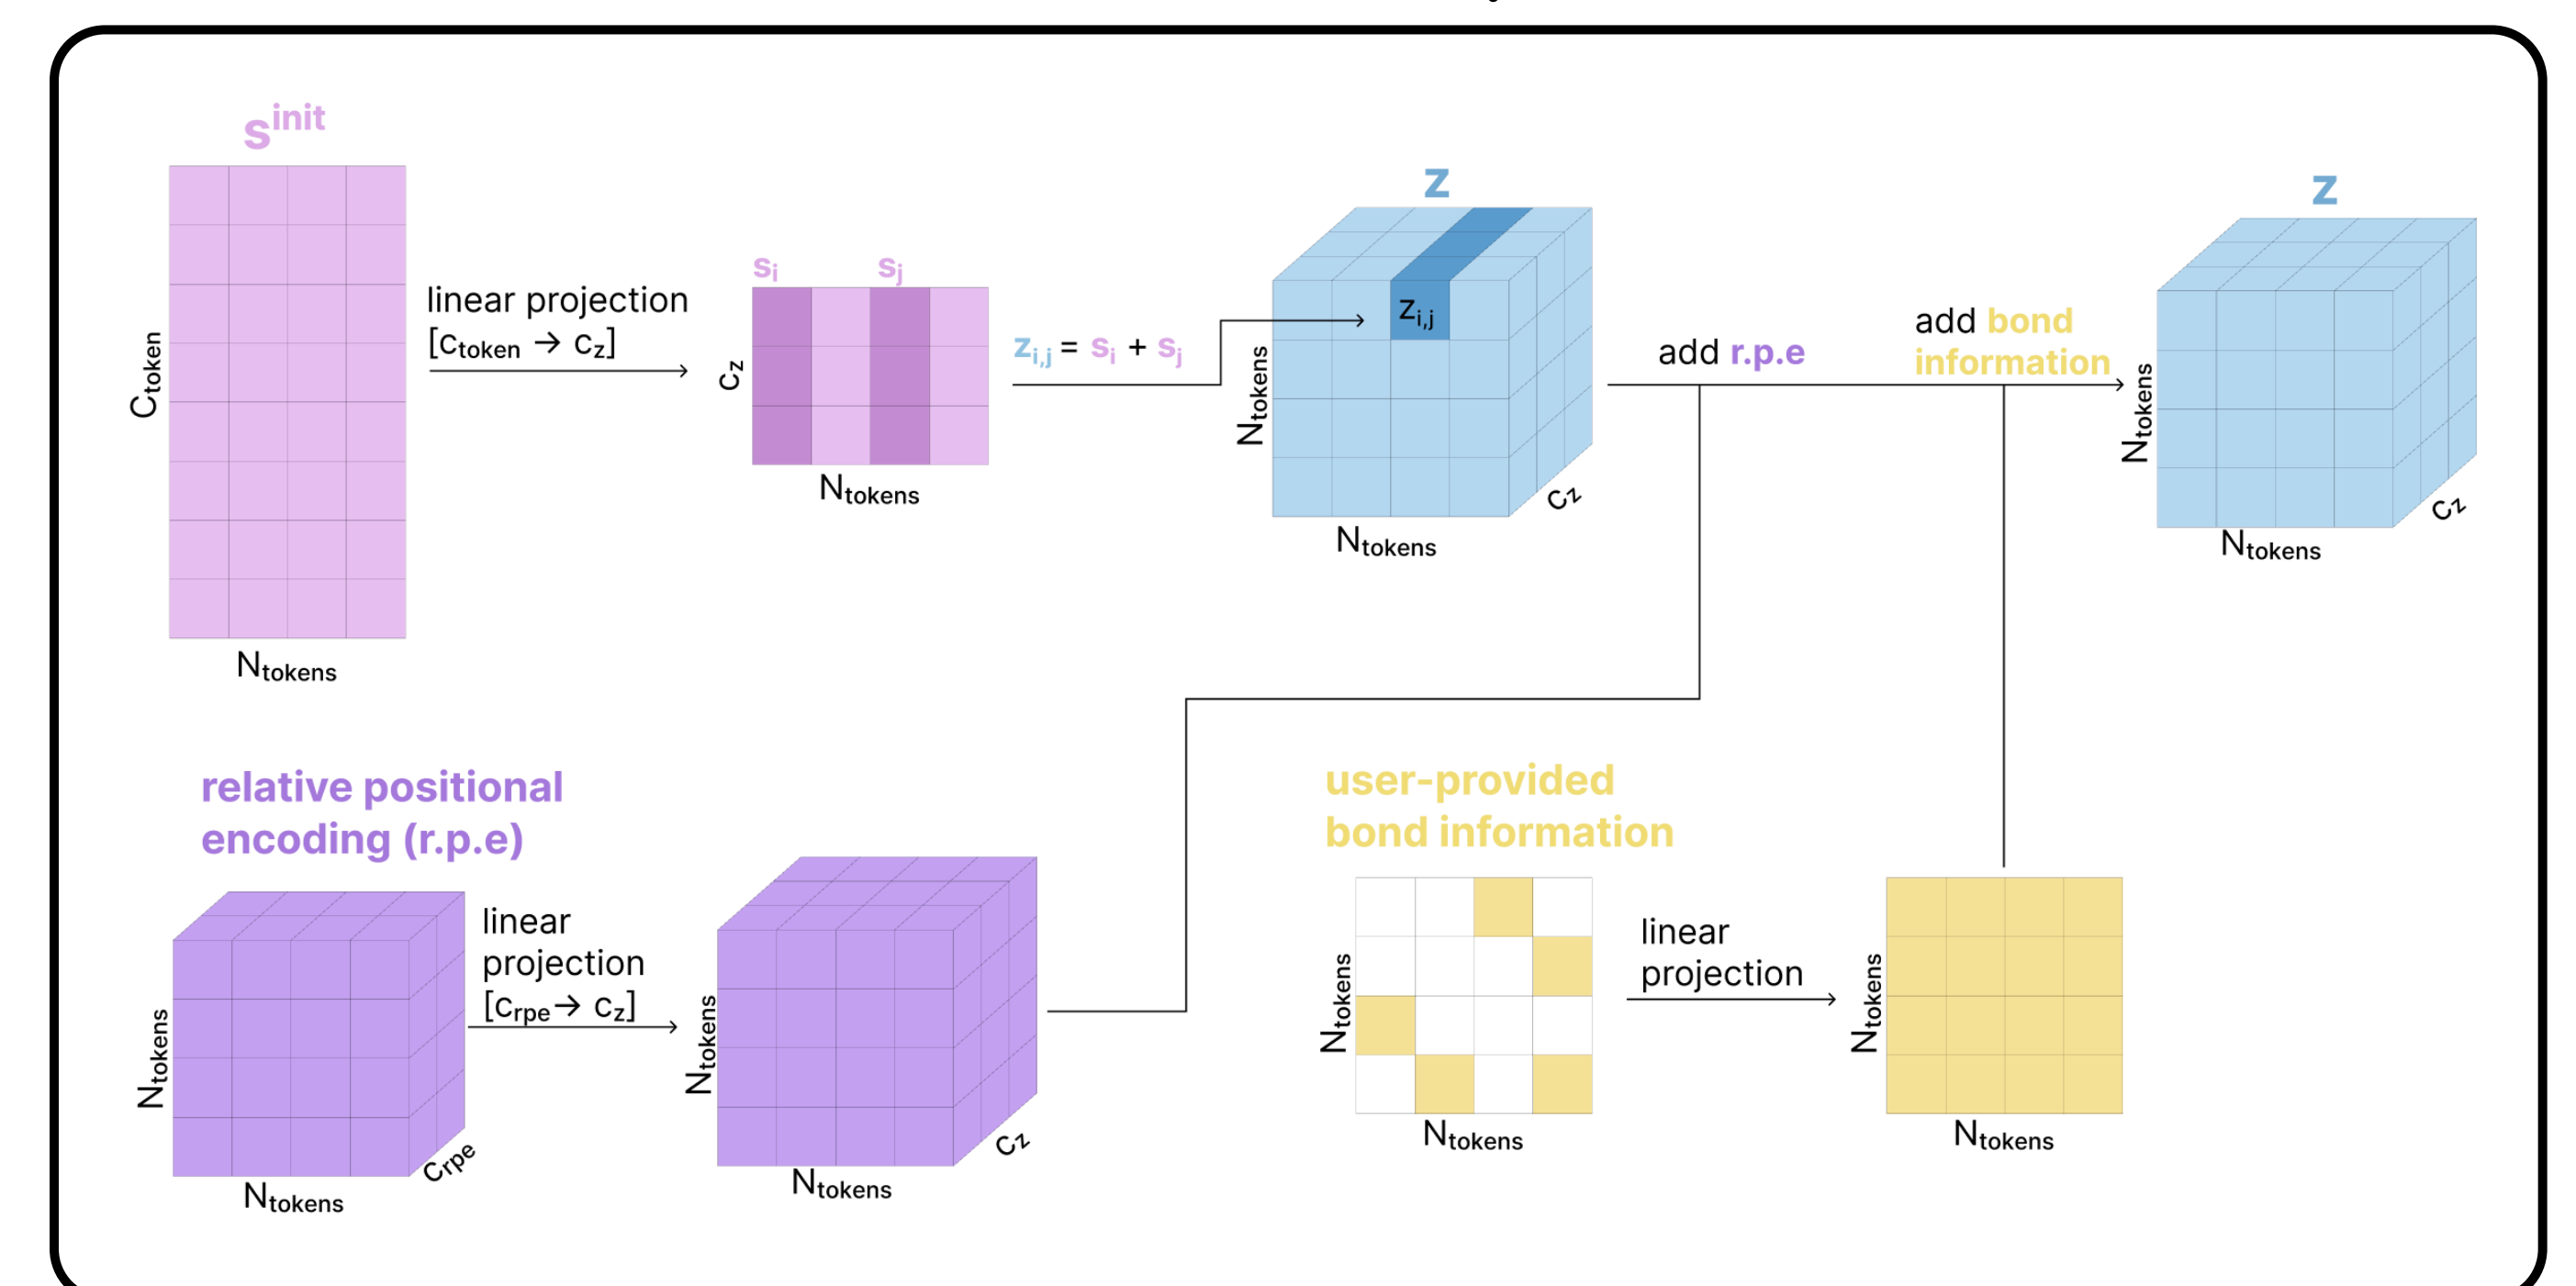 s^init
C_token
N_tokens
linear projection
[c_token → c_z]
s_i
s_j
c_z
N_tokens
z_i,j = s_i + s_j
z
z_i,j
N_tokens
N_tokens
c_z
add r.p.e
add bond
information
z
N_tokens
N_tokens
c_z
relative positional
encoding (r.p.e)
N_tokens
N_tokens
c_rpe
linear
projection
[c_rpe → c_z]
N_tokens
N_tokens
c_z
user-provided
bond information
N_tokens
N_tokens
linear
projection
N_tokens
N_tokens